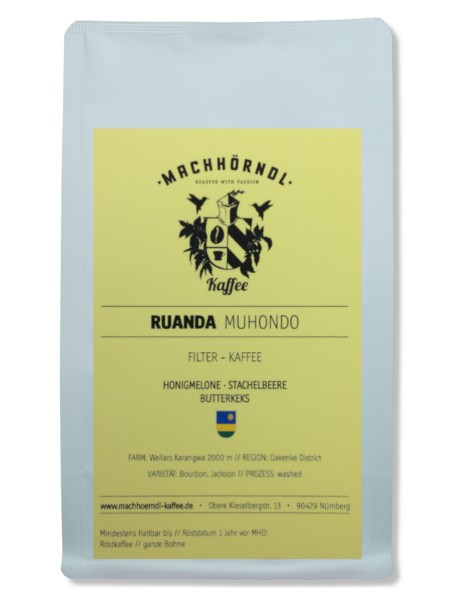 ·MACHHÖRNDL·
ROASTED WITH PASSION
Kaffee
RUANDA MUHONDO
FILTER – KAFFEE
HONIGMELONE · STACHELBEERE
BUTTERKEKS
FARM: Wellars Karangwa 2000 m // REGION: Gakenke District
VARIETÄT: Bourbon, Jackson // PROZESS: washed
www.machhoerndl-kaffee.de • Obere Kieselbergstr. 13 • 90429 Nürnberg
Mindestens haltbar bis // Röstdatum 1 Jahr vor MHD:
Röstkaffee // ganze Bohne